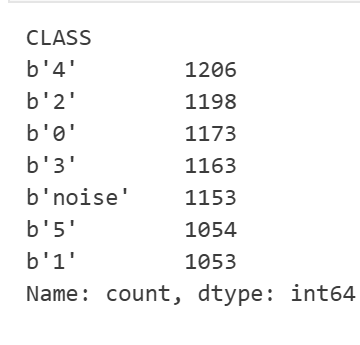 CLASS
b'4'         1206
b'2'         1198
b'0'         1173
b'3'         1163
b'noise'     1153
b'5'         1054
b'1'         1053
Name: count, dtype: int64